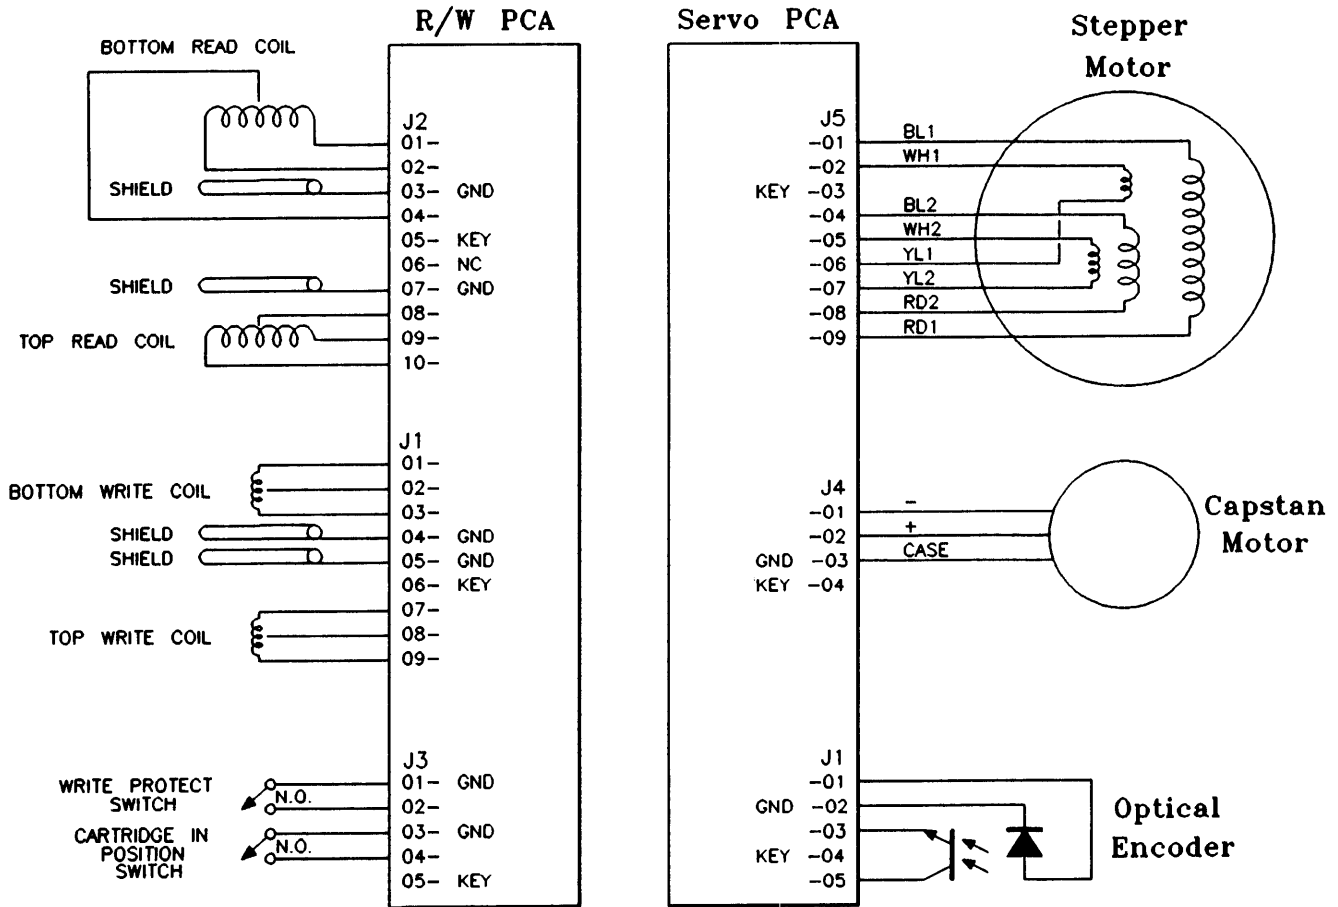 R/W PCA
BOTTOM READ COIL
J2
01-
02-
SHIELD
03- GND
04-
05- KEY
06- NC
SHIELD
07- GND
08-
TOP READ COIL
09-
10-
J1
01-
BOTTOM WRITE COIL
02-
03-
SHIELD
04- GND
SHIELD
05- GND
06- KEY
07-
TOP WRITE COIL
08-
09-
J3
WRITE PROTECT
SWITCH
01- GND
N.O.
02-
CARTRIDGE IN
POSITION
SWITCH
03- GND
N.O.
04-
05- KEY
Servo PCA
Stepper
Motor
J5
-01 BL1
-02 WH1
KEY -03
-04 BL2
-05 WH2
-06 YL1
-07 YL2
-08 RD2
-09 RD1
J4
-01 -
-02 +
GND -03 CASE
KEY -04
Capstan
Motor
J1
-01
GND -02
-03
KEY -04
-05
Optical
Encoder